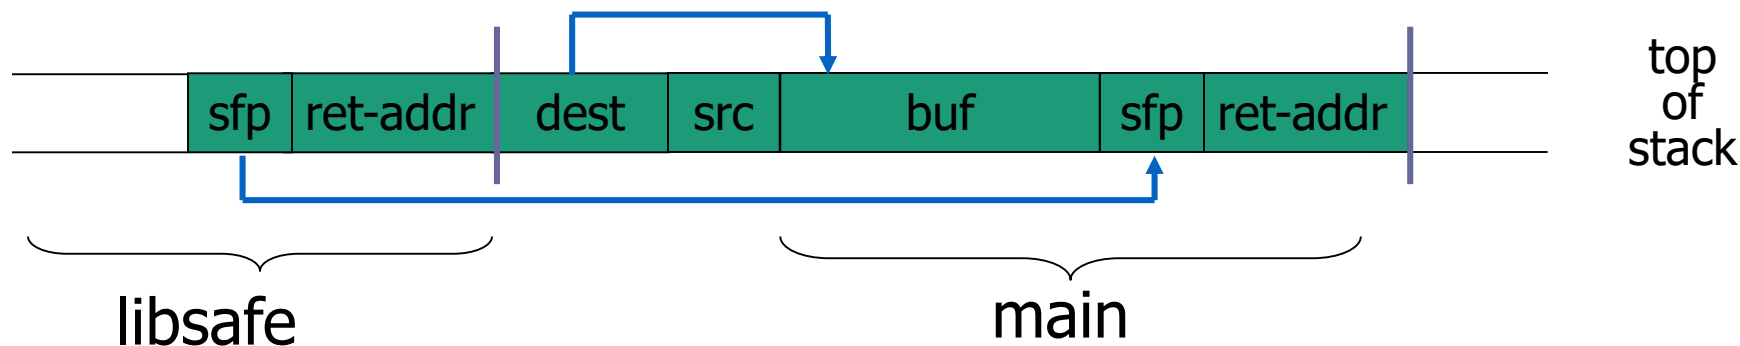 sfp ret-addr dest src buf sfp ret-addr
top
of
stack
libsafe main